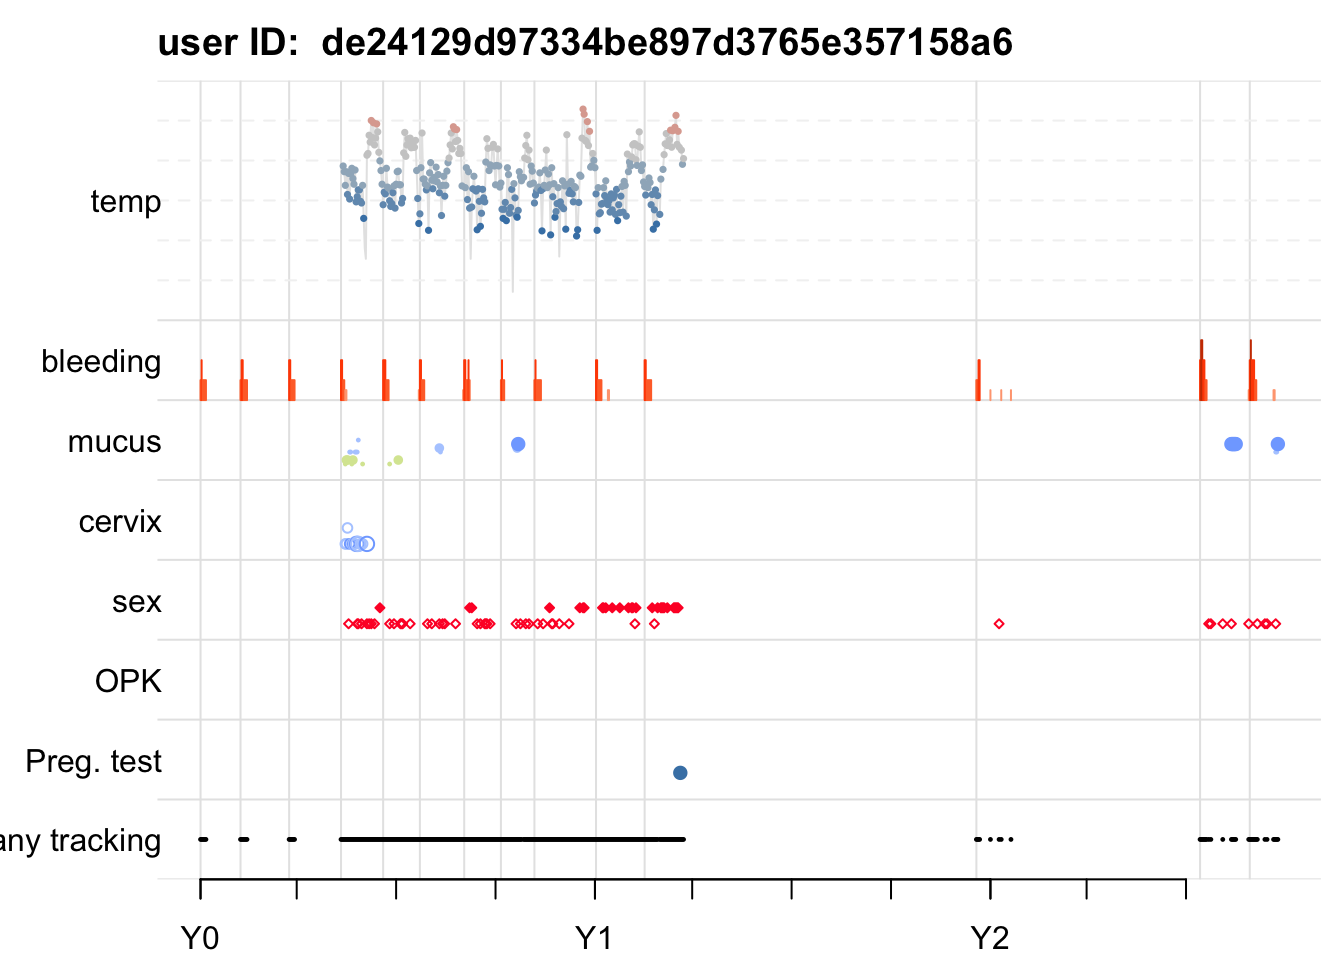 user ID:  de24129d97334be897d3765e357158a6
temp
bleeding
mucus
cervix
sex
OPK
Preg. test
any tracking
Y0
Y1
Y2